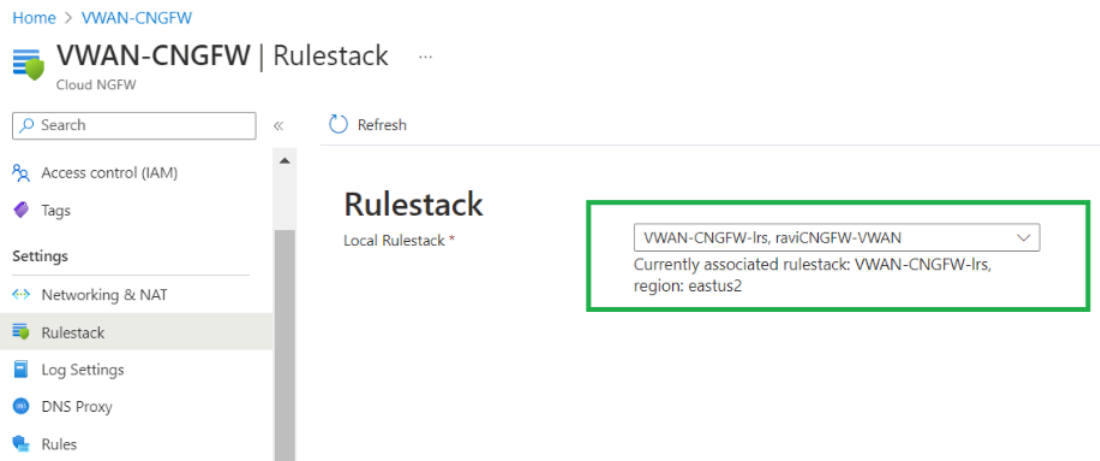 Home > VWAN-CNGFW
VWAN-CNGFW | Rulestack ...
Cloud NGFW
Search
Refresh
Access control (IAM)
Tags
Settings
Networking & NAT
Rulestack
Log Settings
DNS Proxy
Rules
Rulestack
Local Rulestack *
VWAN-CNGFW-lrs, raviCNGFW-VWAN
Currently associated rulestack: VWAN-CNGFW-lrs,
region: eastus2